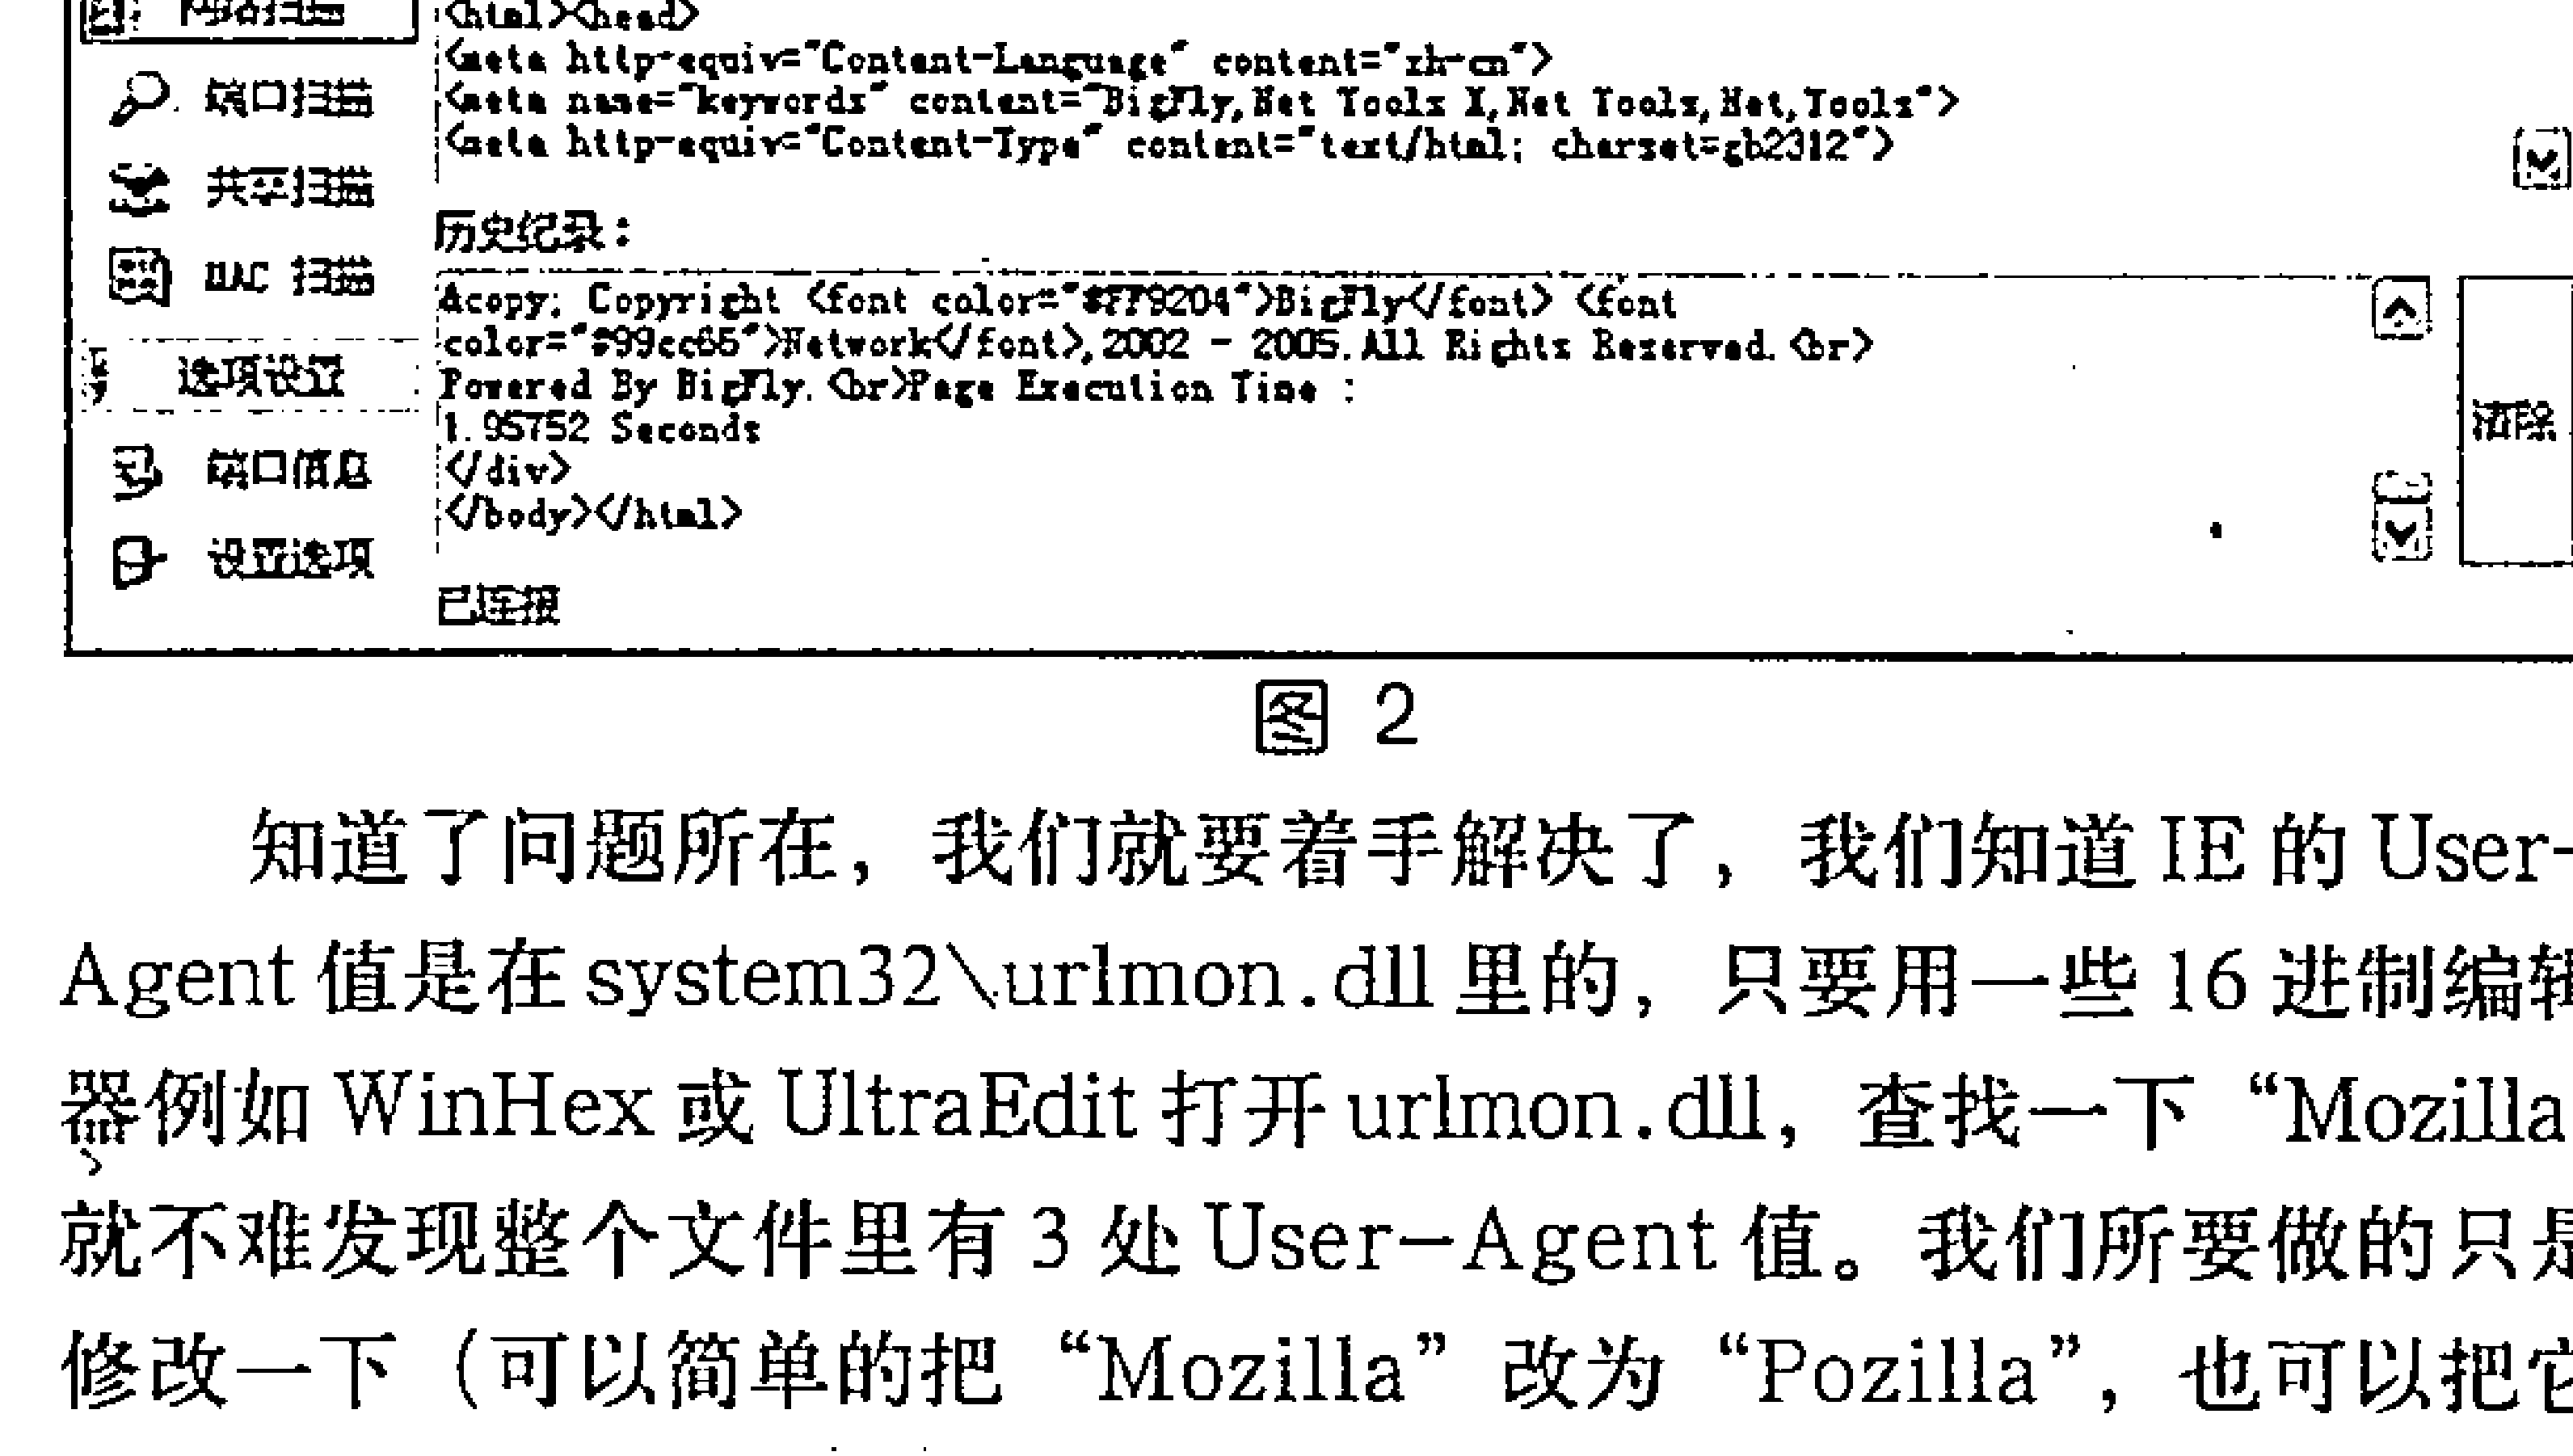 网络扫描
端口扫描
共享扫描
MAC 扫描
选项设置
端口信息
设置选项
<html><head>
<meta http-equiv="Content-Language" content="zh-cn">
<meta name="keywords" content="BigFly,Net Tools X,Net Tools,Net,Tools">
<meta http-equiv="Content-Type" content="text/html; charset=gb2312">
历史纪录：
&copy; Copyright <font color="#FF9204">BigFly</font> <font
color="#99cc65">Network</font>,2002 - 2005.All Rights Reserved.<br>
Powered By BigFly.<br>Page Execution Time :
1.95752 Seconds
</div>
</body></html>
清除
已连接
图 2
知道了问题所在，我们就要着手解决了，我们知道 IE 的 User-
Agent 值是在 system32\urlmon.dll 里的，只要用一些 16 进制编辑
器例如 WinHex 或 UltraEdit 打开 urlmon.dll，查找一下 “Mozilla
就不难发现整个文件里有 3 处 User-Agent 值。我们所要做的只是
修改一下（可以简单的把 “Mozilla” 改为 “Pozilla”，也可以把它